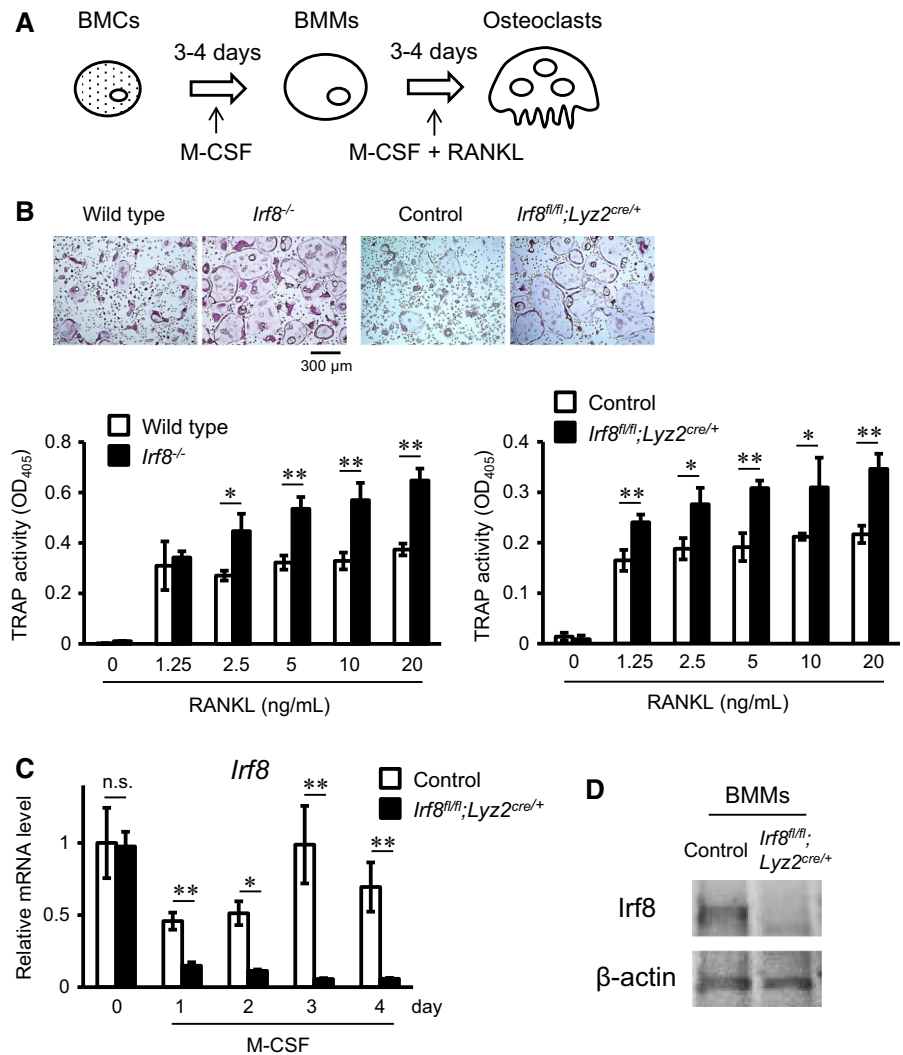 A
BMCs
BMMs
Osteoclasts
3-4 days
3-4 days
M-CSF
M-CSF + RANKL
B
Wild type
Irf8-/-
Control
Irf8fl/fl;Lyz2cre/+
300 µm
Wild type
Irf8-/-
TRAP activity (OD405)
0.8
0.6
0.4
0.2
0
*
**
**
**
0 1.25 2.5 5 10 20
RANKL (ng/mL)
Control
Irf8fl/fl;Lyz2cre/+
TRAP activity (OD405)
0.4
0.3
0.2
0.1
0
**
*
**
*
**
0 1.25 2.5 5 10 20
RANKL (ng/mL)
C
Irf8
Control
Irf8fl/fl;Lyz2cre/+
Relative mRNA level
1
0.5
0
n.s.
**
*
**
**
0 1 2 3 4 day
M-CSF
D
BMMs
Control
Irf8fl/fl;
Lyz2cre/+
Irf8
β-actin